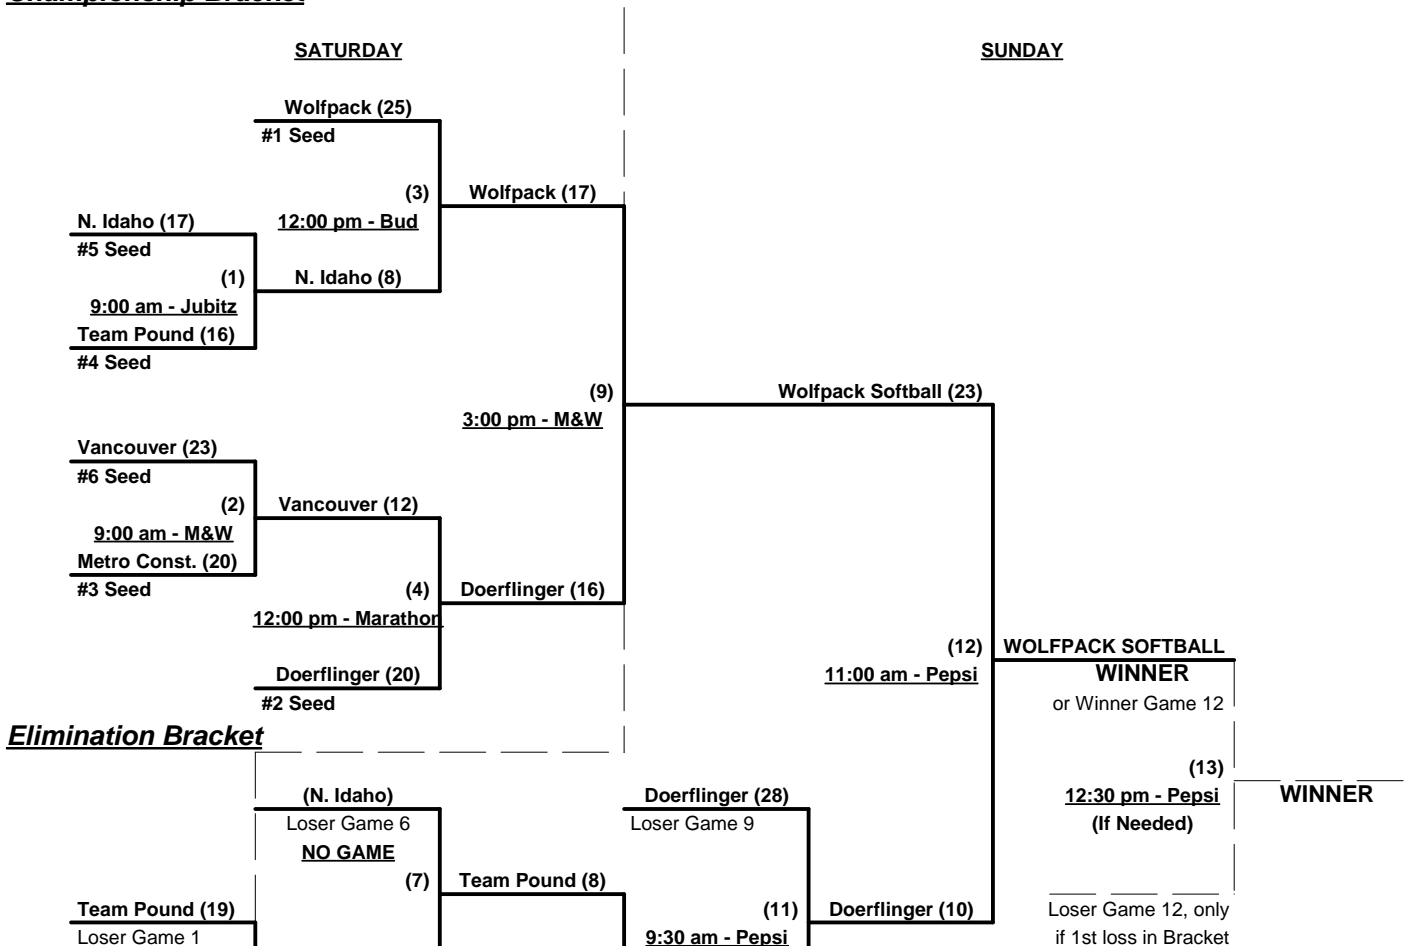 Championship Bracket
SATURDAY
SUNDAY
Wolfpack (25)
#1 Seed
(3)
Wolfpack (17)
N. Idaho (17)
12:00 pm - Bud
#5 Seed
(1)
N. Idaho (8)
9:00 am - Jubitz
Team Pound (16)
#4 Seed
(9)
Wolfpack Softball (23)
3:00 pm - M&W
Vancouver (23)
#6 Seed
(2)
Vancouver (12)
9:00 am - M&W
Metro Const. (20)
#3 Seed
(4)
Doerflinger (16)
12:00 pm - Marathon
(12)
WOLFPACK SOFTBALL
Doerflinger (20)
11:00 am - Pepsi
WINNER
#2 Seed
or Winner Game 12
Elimination Bracket
(13)
(N. Idaho)
Doerflinger (28)
12:30 pm - Pepsi
WINNER
Loser Game 6
Loser Game 9
(If Needed)
NO GAME
(7)
Team Pound (8)
Team Pound (19)
(11)
Doerflinger (10)
Loser Game 12, only
Loser Game 1
9:30 am - Pepsi
if 1st loss in Bracket